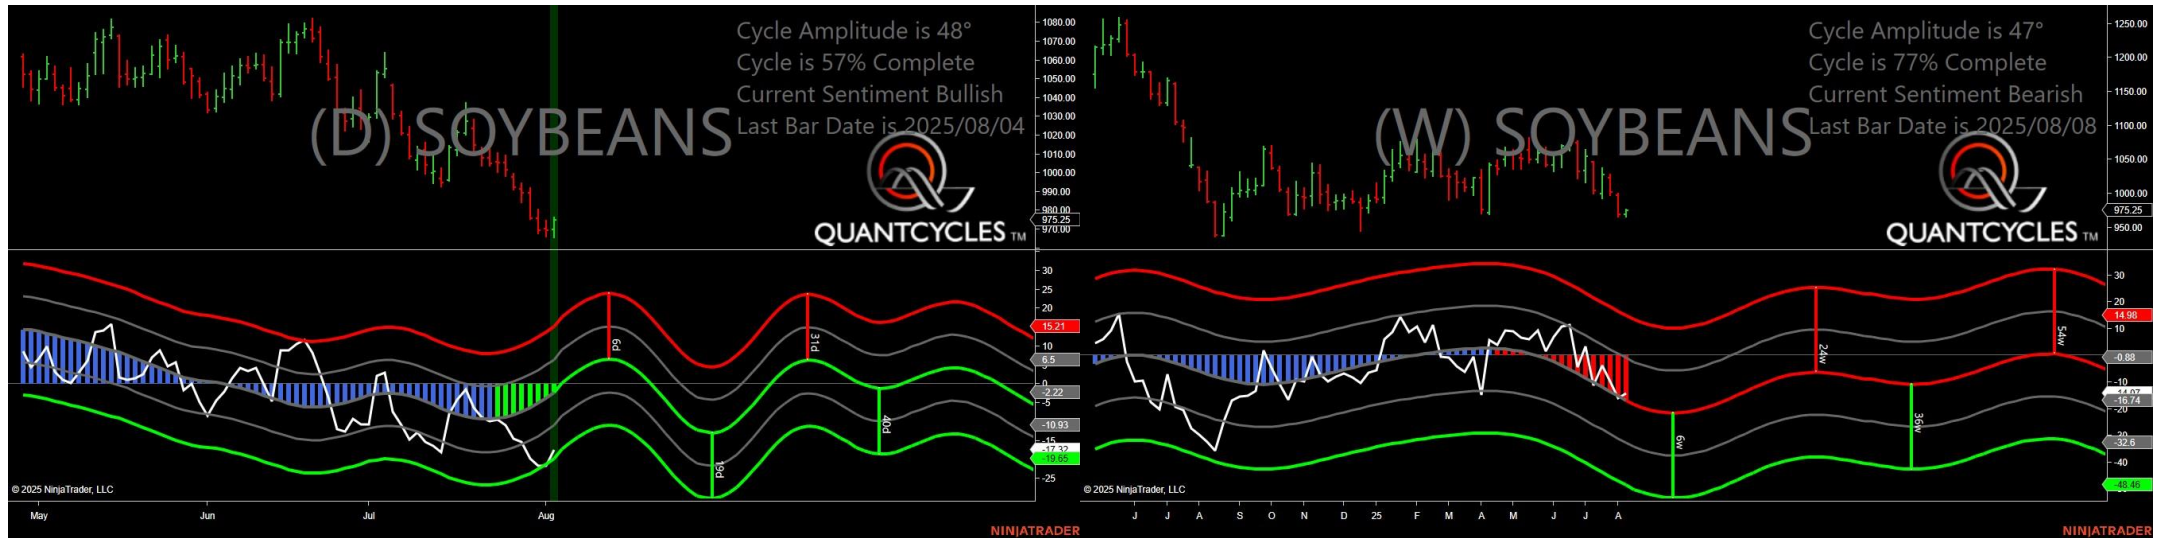 Cycle Amplitude is 48°
Cycle is 57% Complete
Current Sentiment Bullish
Last Bar Date is 2025/08/04
(D) SOYBEANS
QUANTCYCLES TM
1080.00
1070.00
1060.00
1050.00
1040.00
1030.00
1020.00
1010.00
1000.00
990.00
980.00
975.25
970.00
30
25
20
15.21
10
6.5
0
-2.22
-5
-10.93
-15
-17.32
-19.65
-25
6d
19d
31d
40d
© 2025 NinjaTrader, LLC
May Jun Jul Aug
NINJATRADER
Cycle Amplitude is 47°
Cycle is 77% Complete
Current Sentiment Bearish
Last Bar Date is 2025/08/08
(W) SOYBEANS
QUANTCYCLES TM
1250.00
1200.00
1150.00
1100.00
1050.00
1000.00
975.25
950.00
30
20
14.98
10
-0.88
-10
-16.74
-20
-32.6
-40
-48.46
6w
24w
36w
54w
© 2025 NinjaTrader, LLC
J J A S O N D 25 F M A M J J A
NINJATRADER